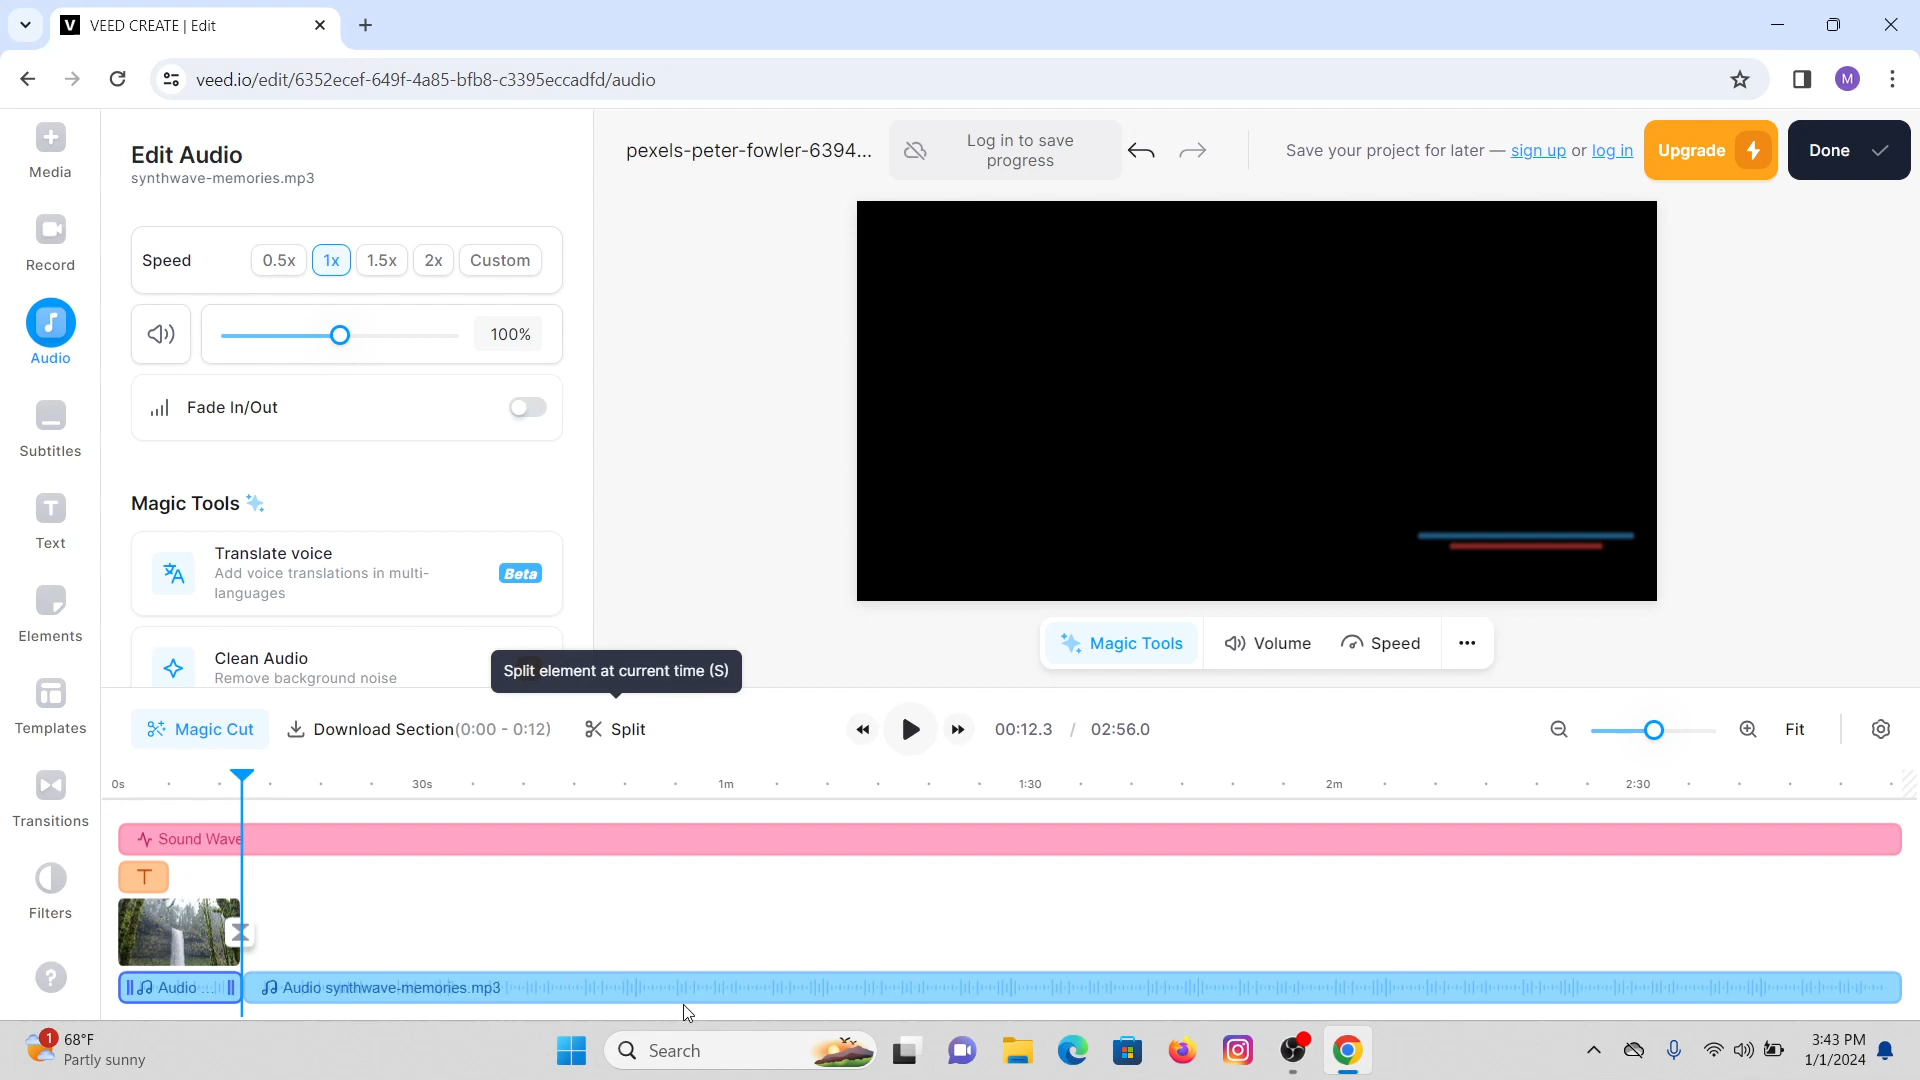 VEED CREATE | Edit
veed.io/edit/6352ecef-649f-4a85-bfb8-c3395eccadfd/audio
M
Media
Record
Audio
Subtitles
Text
Elements
Templates
Transitions
Filters
Edit Audio
synthwave-memories.mp3
Speed 0.5x 1x 1.5x 2x Custom
100%
Fade In/Out
Magic Tools
Translate voice
Add voice translations in multi-
languages
Beta
Clean Audio
Remove background noise
Split element at current time (S)
pexels-peter-fowler-6394...
Log in to save
progress
Save your project for later — sign up or log in
Upgrade
Done
Magic Tools Volume Speed
Magic Cut Download Section(0:00 - 0:12) Split
00:12.3 / 02:56.0
Fit
0s 30s 1m 1:30 2m 2:30
Sound Wave
T
Audio ...
Audio synthwave-memories.mp3
1
68°F
Partly sunny
Search
3:43 PM
1/1/2024